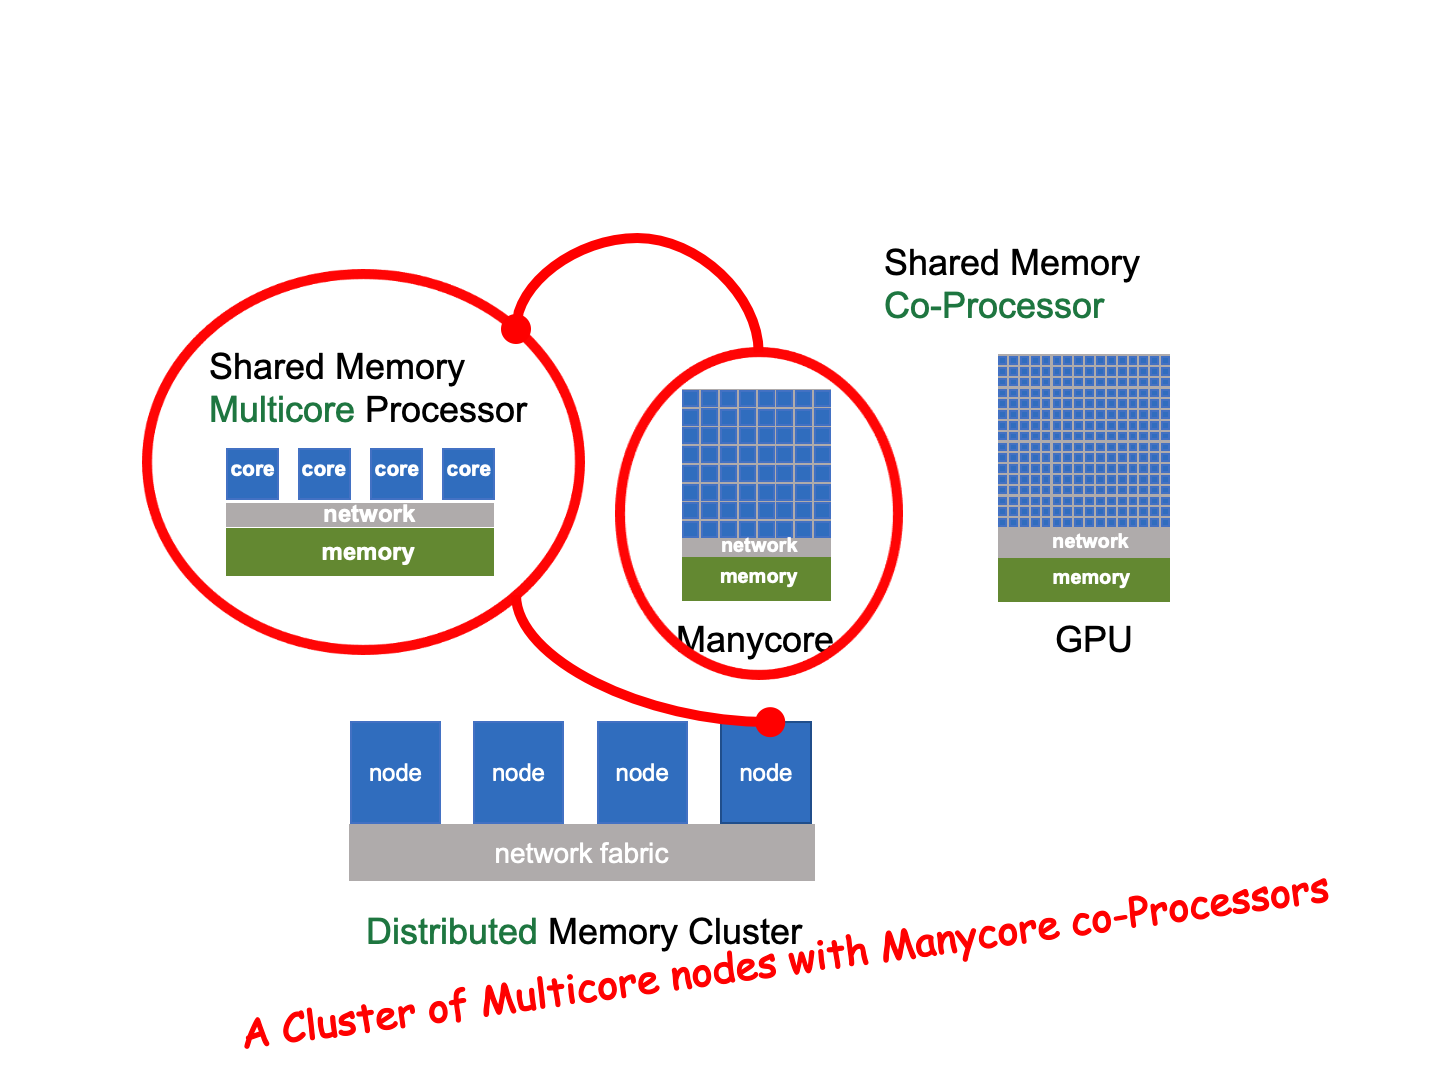 Shared Memory
Co-Processor
Shared Memory
Multicore Processor
core core core core
network
memory
network
memory
Manycore
network
memory
GPU
node node node node
network fabric
Distributed Memory Cluster
A Cluster of Multicore nodes with Manycore co-Processors